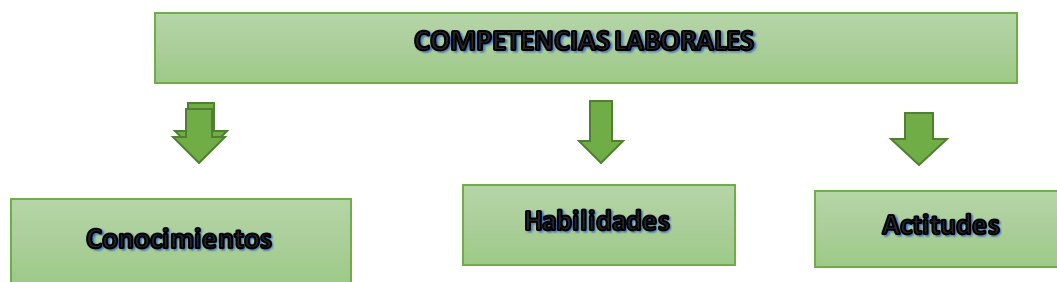 COMPETENCIAS LABORALES
Conocimientos
Habilidades
Actitudes